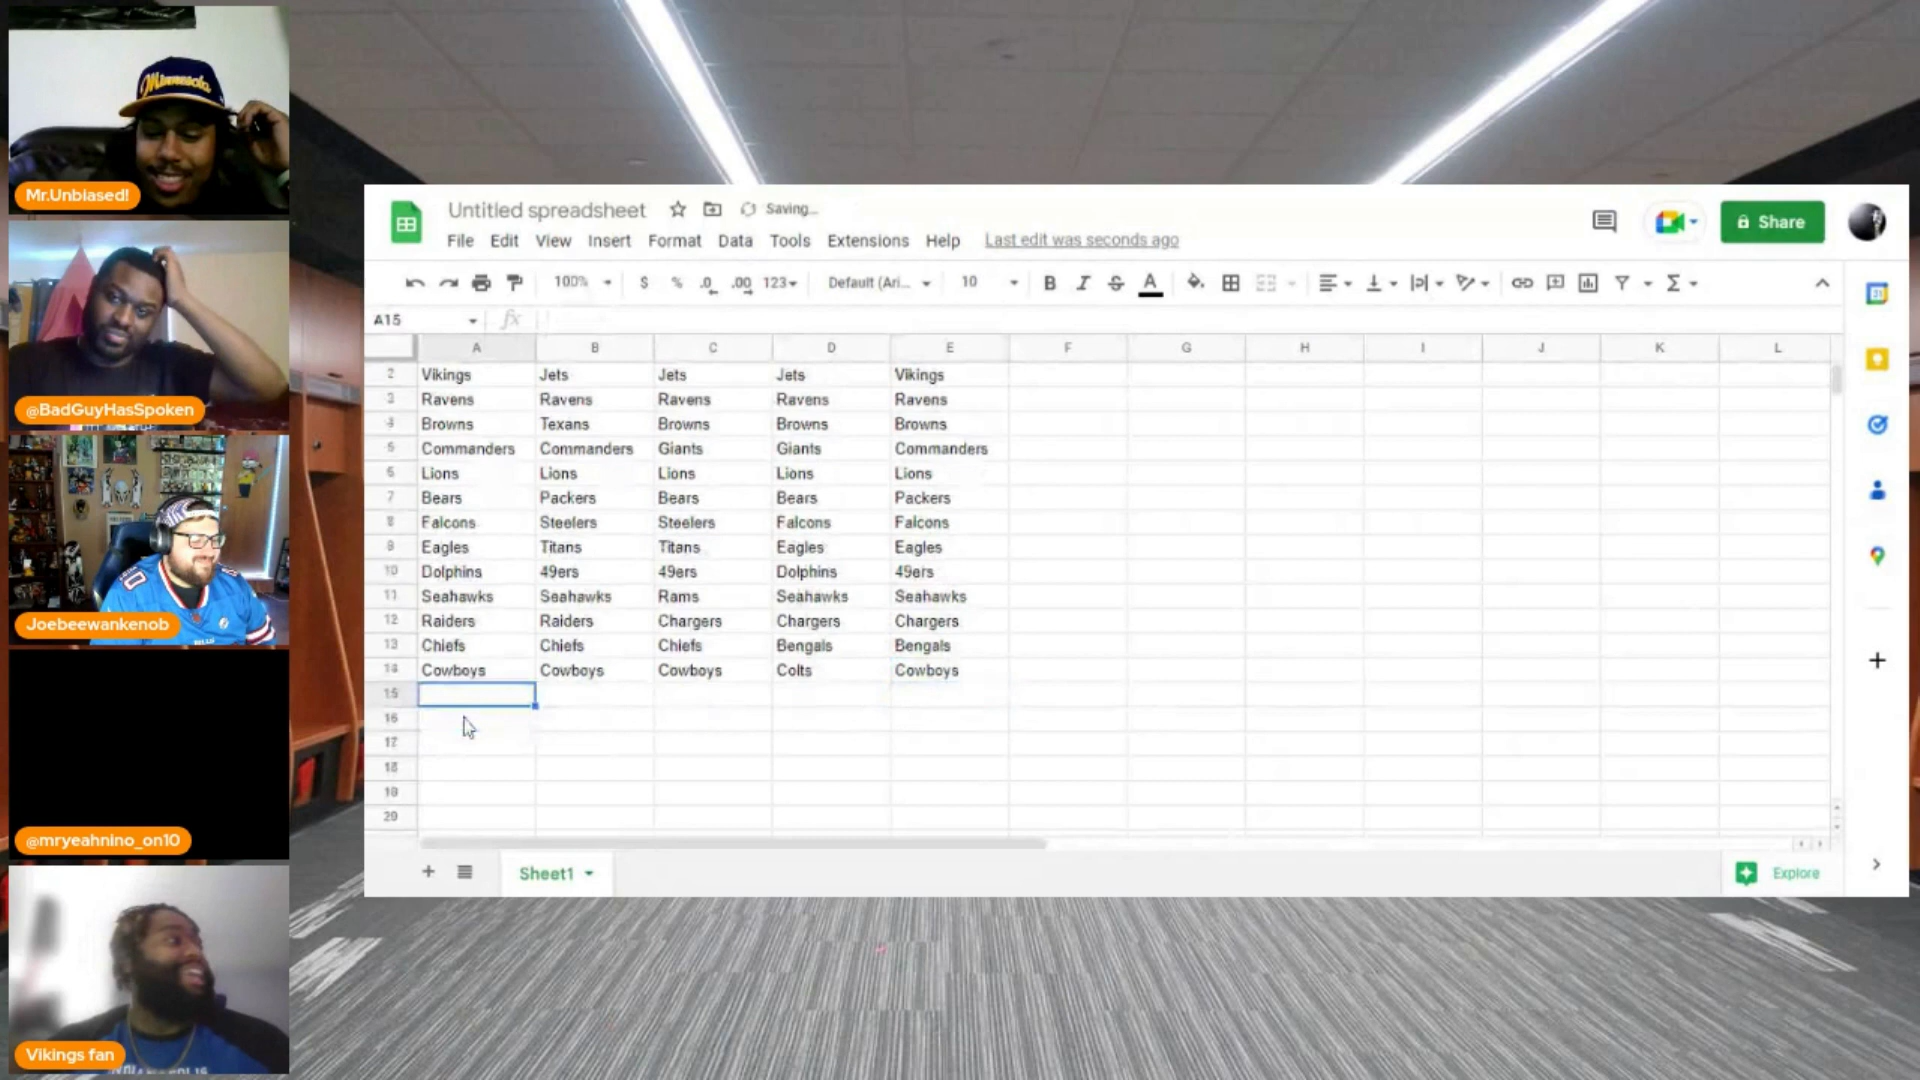 Minnesota
Mr.Unbiased!
@BadGuyHasSpoken
Joebeewankenob
BILLS
@mryeahnino_on10
Vikings fan
Untitled spreadsheet Saving...
File Edit View Insert Format Data Tools Extensions Help Last edit was seconds ago
Share
100% $ % .0 .00 123 Default (Ari... 10 B I S A
31
A15 fx
A B C D E F G H I J K L
2 Vikings Jets Jets Jets Vikings
3 Ravens Ravens Ravens Ravens Ravens
4 Browns Texans Browns Browns Browns
5 Commanders Commanders Giants Giants Commanders
6 Lions Lions Lions Lions Lions
7 Bears Packers Bears Bears Packers
8 Falcons Steelers Steelers Falcons Falcons
9 Eagles Titans Titans Eagles Eagles
10 Dolphins 49ers 49ers Dolphins 49ers
11 Seahawks Seahawks Rams Seahawks Seahawks
12 Raiders Raiders Chargers Chargers Chargers
13 Chiefs Chiefs Chiefs Bengals Bengals
14 Cowboys Cowboys Cowboys Colts Cowboys
15
16
17
18
19
20
Sheet1
Explore